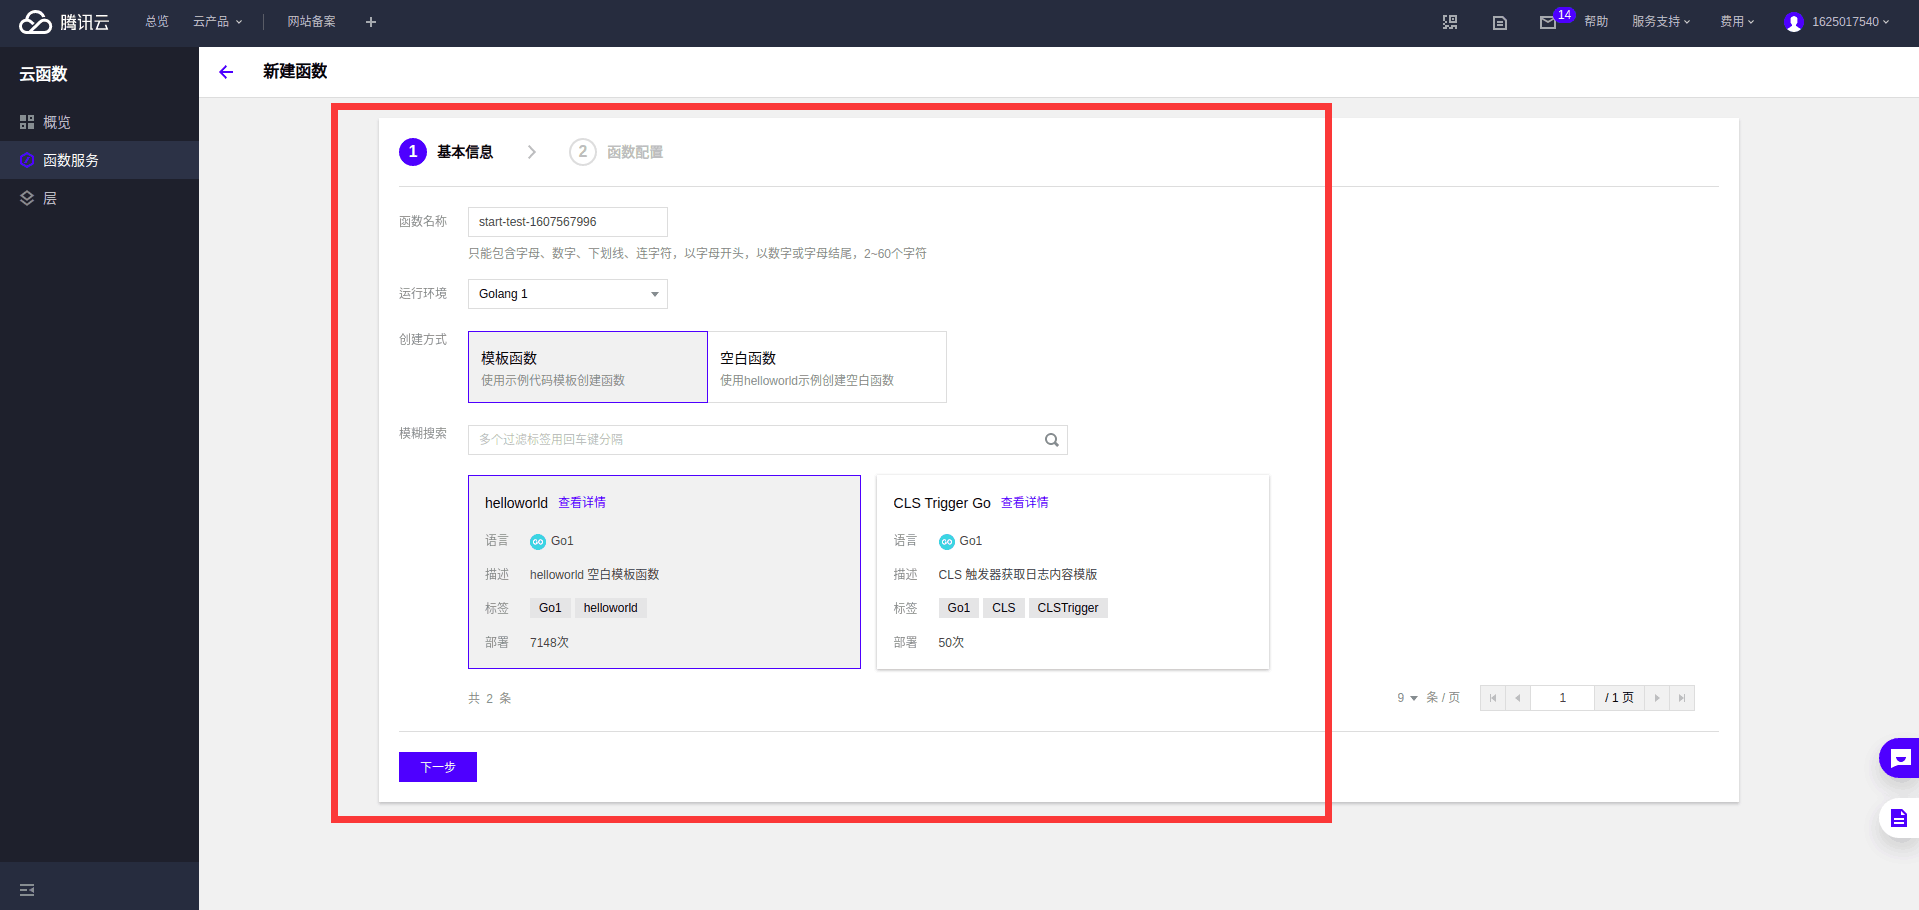 腾讯云 总览 云产品 网站备案 14 帮助 服务支持 费用 1625017540
云函数
概览
函数服务
层
新建函数
1 基本信息 2 函数配置
函数名称 start-test-1607567996
只能包含字母、数字、下划线、连字符，以字母开头，以数字或字母结尾，2~60个字符
运行环境 Golang 1
创建方式
模板函数 空白函数
使用示例代码模板创建函数 使用helloworld示例创建空白函数
模糊搜索 多个过滤标签用回车键分隔
helloworld 查看详情
语言 GO Go1
描述 helloworld 空白模板函数
标签 Go1 helloworld
部署 7148次
CLS Trigger Go 查看详情
语言 GO Go1
描述 CLS 触发器获取日志内容模版
标签 Go1 CLS CLSTrigger
部署 50次
共 2 条 9 条 / 页 1 / 1 页
下一步